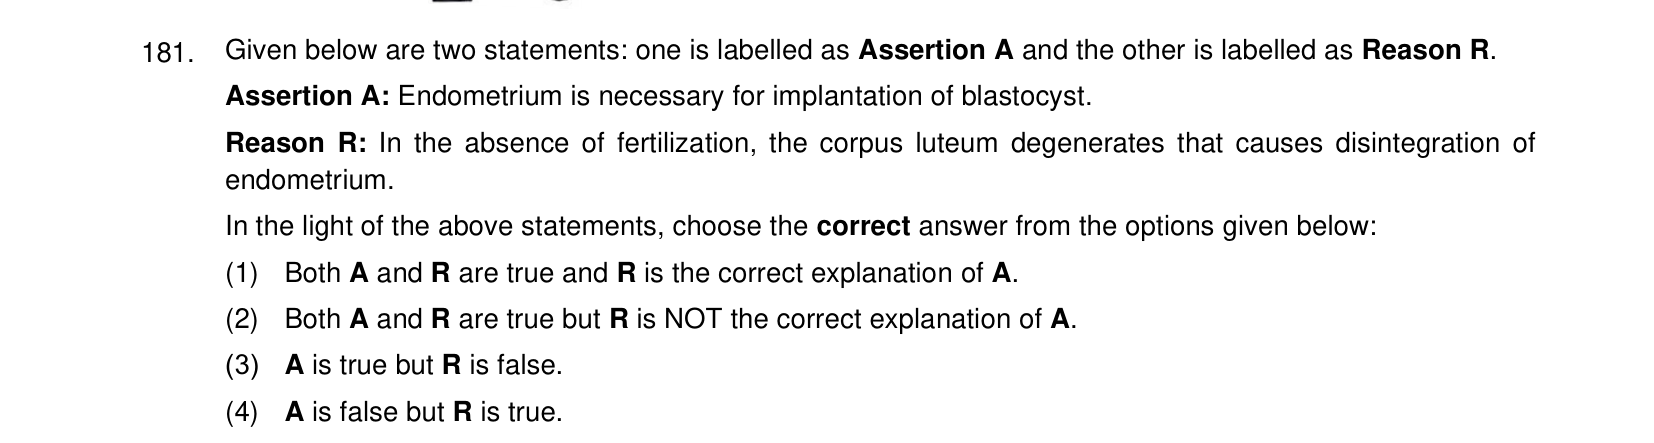 181. Given below are two statements: one is labelled as Assertion A and the other is labelled as Reason R.
Assertion A: Endometrium is necessary for implantation of blastocyst.
Reason R: In the absence of fertilization, the corpus luteum degenerates that causes disintegration of
endometrium.
In the light of the above statements, choose the correct answer from the options given below:
(1) Both A and R are true and R is the correct explanation of A.
(2) Both A and R are true but R is NOT the correct explanation of A.
(3) A is true but R is false.
(4) A is false but R is true.